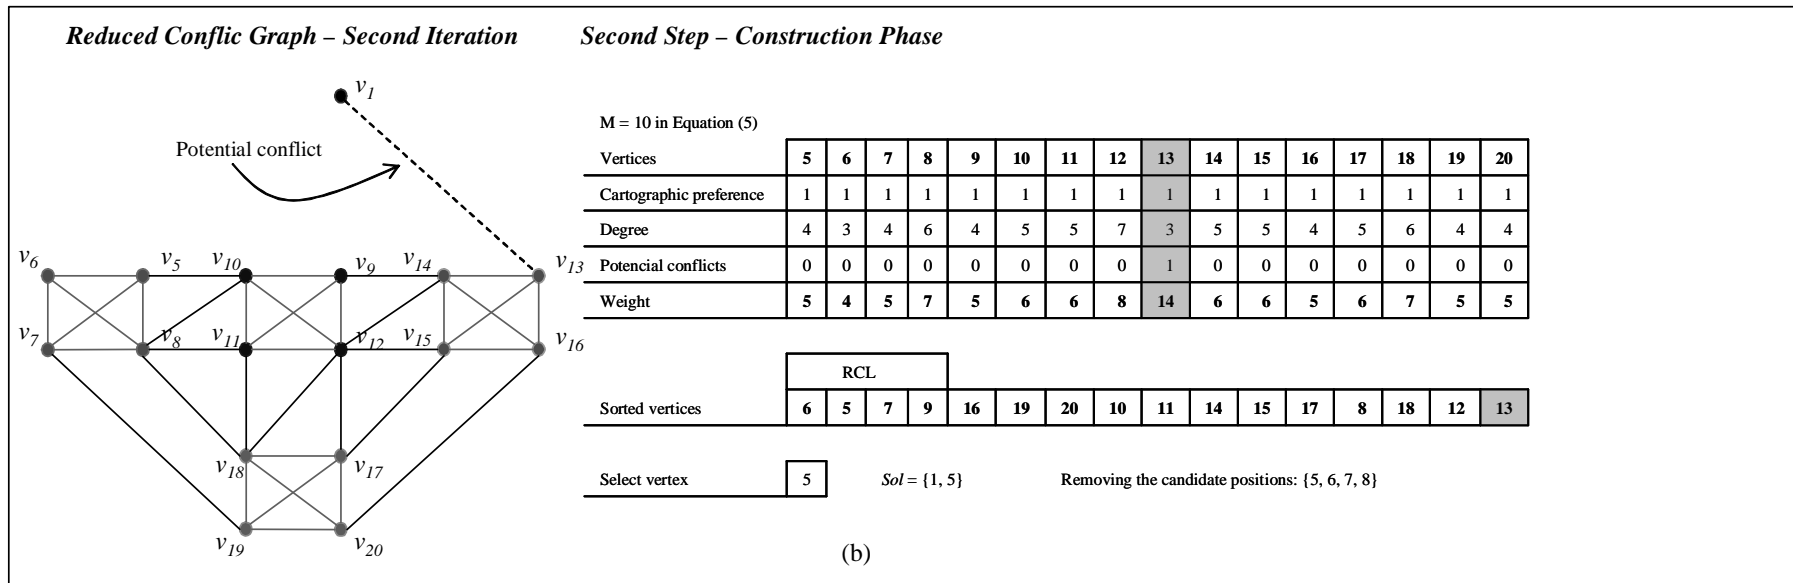 Reduced Conflic Graph – Second Iteration
Second Step – Construction Phase
v1
Potential conflict
v6 v5 v10 v9 v14 v13
v7 v8 v11 v12 v15 v16
v18 v17
v19 v20
M = 10 in Equation (5)
Vertices 5 6 7 8 9 10 11 12 13 14 15 16 17 18 19 20
Cartographic preference 1 1 1 1 1 1 1 1 1 1 1 1 1 1 1 1
Degree 4 3 4 6 4 5 5 7 3 5 5 4 5 6 4 4
Potencial conflicts 0 0 0 0 0 0 0 0 1 0 0 0 0 0 0 0
Weight 5 4 5 7 5 6 6 8 14 6 6 5 6 7 5 5
RCL
Sorted vertices 6 5 7 9 16 19 20 10 11 14 15 17 8 18 12 13
Select vertex 5 Sol = {1, 5} Removing the candidate positions: {5, 6, 7, 8}
(b)